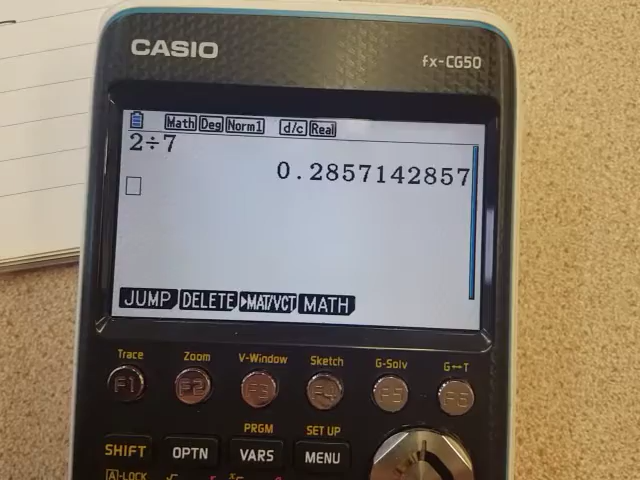 CASIO
fx-CG50
Math Deg Norm1 d/c Real
2÷7
0.2857142857
JUMP DELETE ▶MAT/VCT MATH
Trace Zoom V-Window Sketch G-Solv G↔T
F1 F2 F3 F4 F5 F6
PRGM SET UP
SHIFT OPTN VARS MENU
A-LOCK